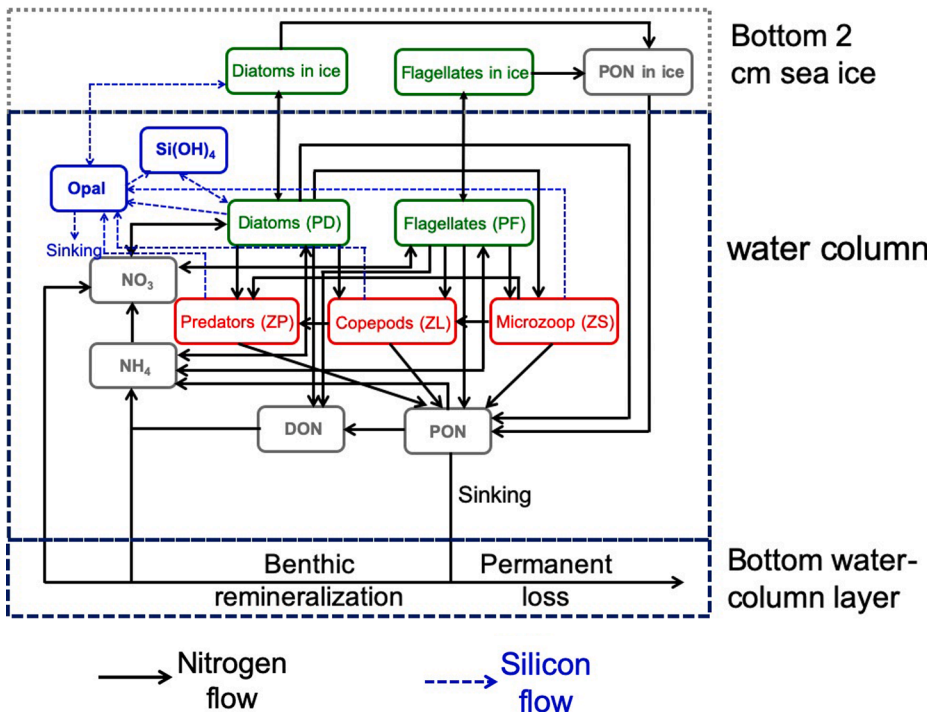 Bottom 2
cm sea ice
Diatoms in ice
Flagellates in ice
PON in ice
Si(OH)₄
Opal
Sinking
Diatoms (PD)
Flagellates (PF)
water column
NO₃
Predators (ZP)
Copepods (ZL)
Microzoop (ZS)
NH₄
DON
PON
Sinking
Benthic
remineralization
Permanent
loss
Bottom water-
column layer
Nitrogen
flow
Silicon
flow